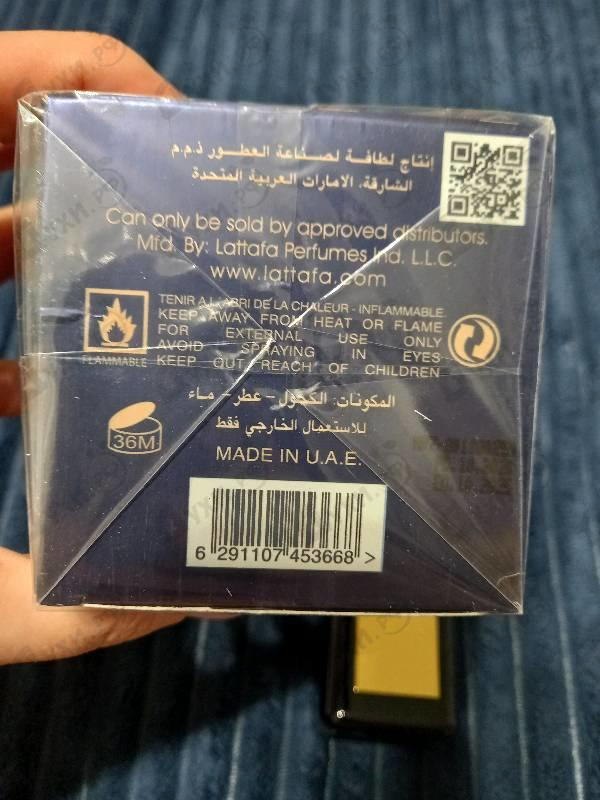 إنتاج لطافة لصناعة العطور ذ.م.م
الشارقة. الامارات العربية المتحدة
Can only be sold by approved distributors.
Mfd. By: Lattafa Perfumes Ind. L.L.C.
www.lattafa.com
TENIR A L'ABRI DE LA CHALEUR - INFLAMMABLE
KEEP AWAY FROM HEAT OR FLAME
FOR EXTERNAL USE ONLY
AVOID SPRAYING IN EYES
KEEP OUT REACH OF CHILDREN
FLAMMABLE
المكونات: الكحول - عطر - ماء
للاستعمال الخارجي فقط
36M
MADE IN U.A.E.
6 291107 453668 >